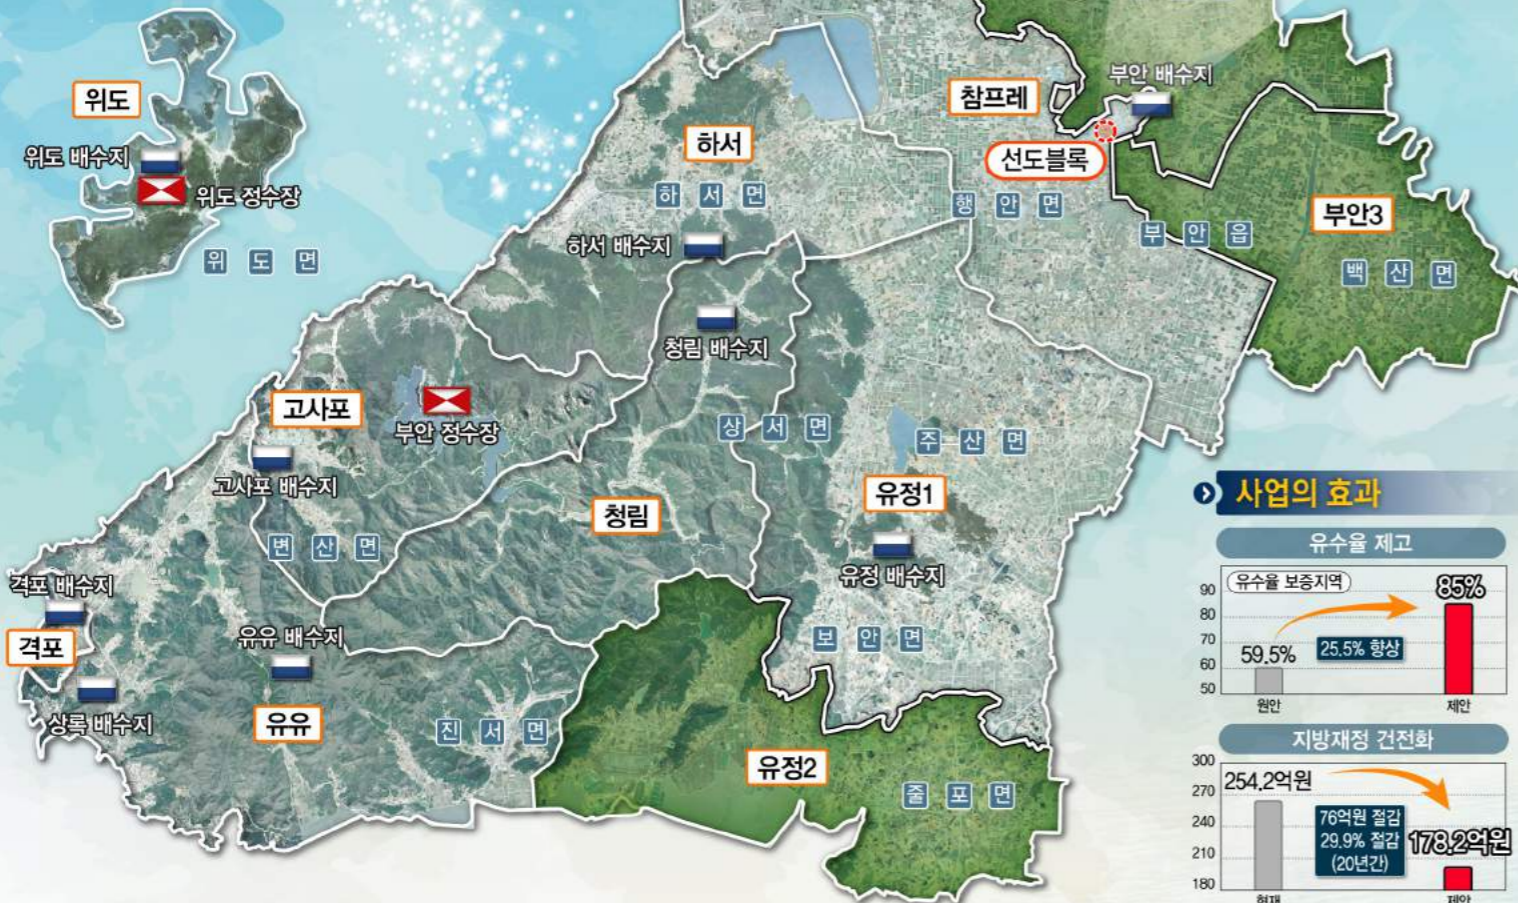 위도
위도 배수지
위도 정수장
위 도 면
하서
하 서 면
하서 배수지
참프레
부안 배수지
선도블록
행 안 면
부 안 읍
부안3
백 산 면
청림 배수지
고사포
부안 정수장
고사포 배수지
변 산 면
상 서 면
주 산 면
청림
유정1
유정 배수지
격포 배수지
격포
상록 배수지
유유 배수지
유유
진 서 면
보 안 면
유정2
줄 포 면
사업의 효과
유수율 제고
유수율 보증지역
90
80
70
60
50
59.5%
25.5% 향상
85%
원안
제안
지방재정 건전화
300
270
240
210
180
254.2억원
76억원 절감
29.9% 절감
(20년간)
178.2억원
현재
제안